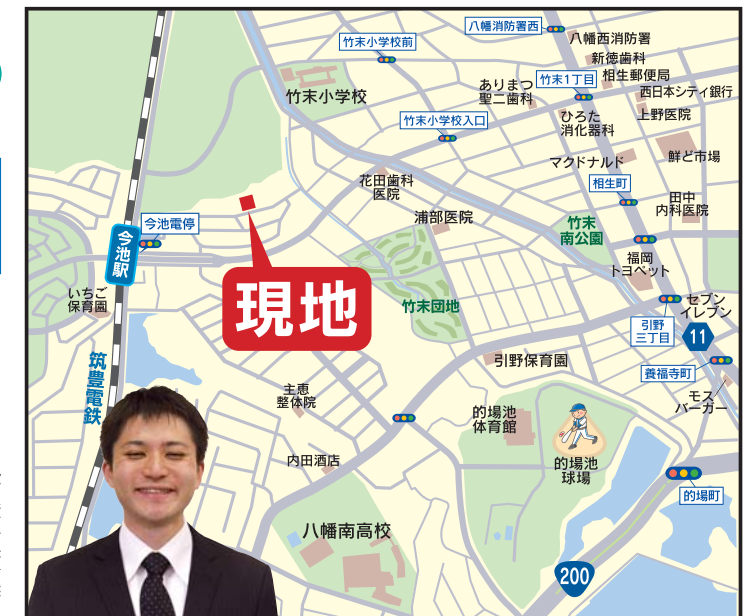 八幡消防署西
八幡西消防署
竹末小学校前
新徳歯科
相生郵便局
竹末1丁目
ありまつ
聖二歯科
西日本シティ銀行
竹末小学校
上野医院
ひろた
消化器科
竹末小学校入口
マクドナルド
鮮ど市場
相生町
花田歯科
医院
田中
内科医院
浦部医院
今池電停
竹末
南公園
今池駅
福岡
トヨペット
いちご
保育園
現地
竹末団地
セブン
イレブン
引野
三丁目
11
筑豊電鉄
引野保育園
養福寺町
主恵
整体院
モス
バーガー
的場池
体育館
内田酒店
的場池
球場
的場町
八幡南高校
200